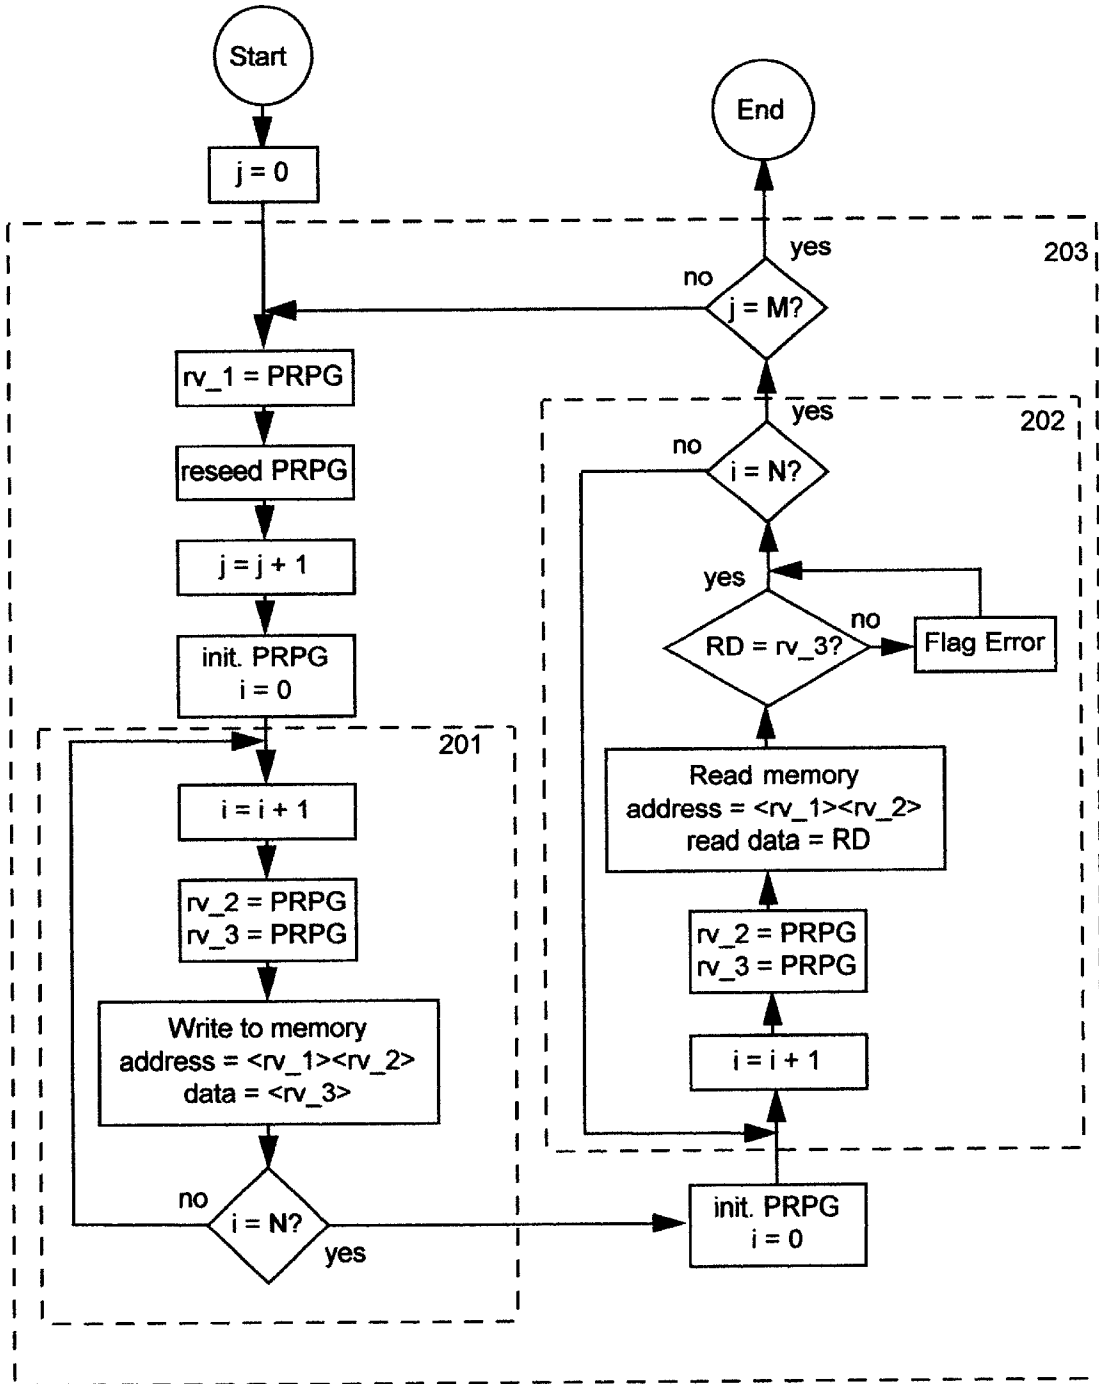 Start
j = 0
203
rv_1 = PRPG
reseed PRPG
j = j + 1
init. PRPG
i = 0
201
i = i + 1
rv_2 = PRPG
rv_3 = PRPG
Write to memory
address = <rv_1><rv_2>
data = <rv_3>
no
i = N?
yes
init. PRPG
i = 0
202
i = i + 1
rv_2 = PRPG
rv_3 = PRPG
Read memory
address = <rv_1><rv_2>
read data = RD
RD = rv_3?
no
Flag Error
yes
i = N?
no
yes
j = M?
no
yes
End